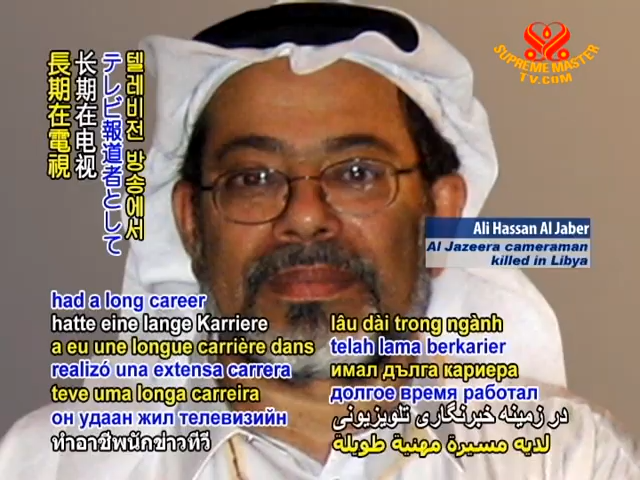 SUPREME MASTER
TV.COM
텔레비전 방송에서
テレビ報道者として
长期在电视
長期在電視
Ali Hassan Al Jaber
Al Jazeera cameraman
killed in Libya
had a long career
hatte eine lange Karriere
a eu une longue carrière dans
realizó una extensa carrera
teve uma longa carreira
он удаан жил телевизийн
ทำอาชีพนักข่าวทีวี
lâu dài trong ngành
telah lama berkarier
имал дълга кариера
долгое время работал
در زمینه خبرنگاری تلویزیونی
لديه مسيرة مهنية طويلة